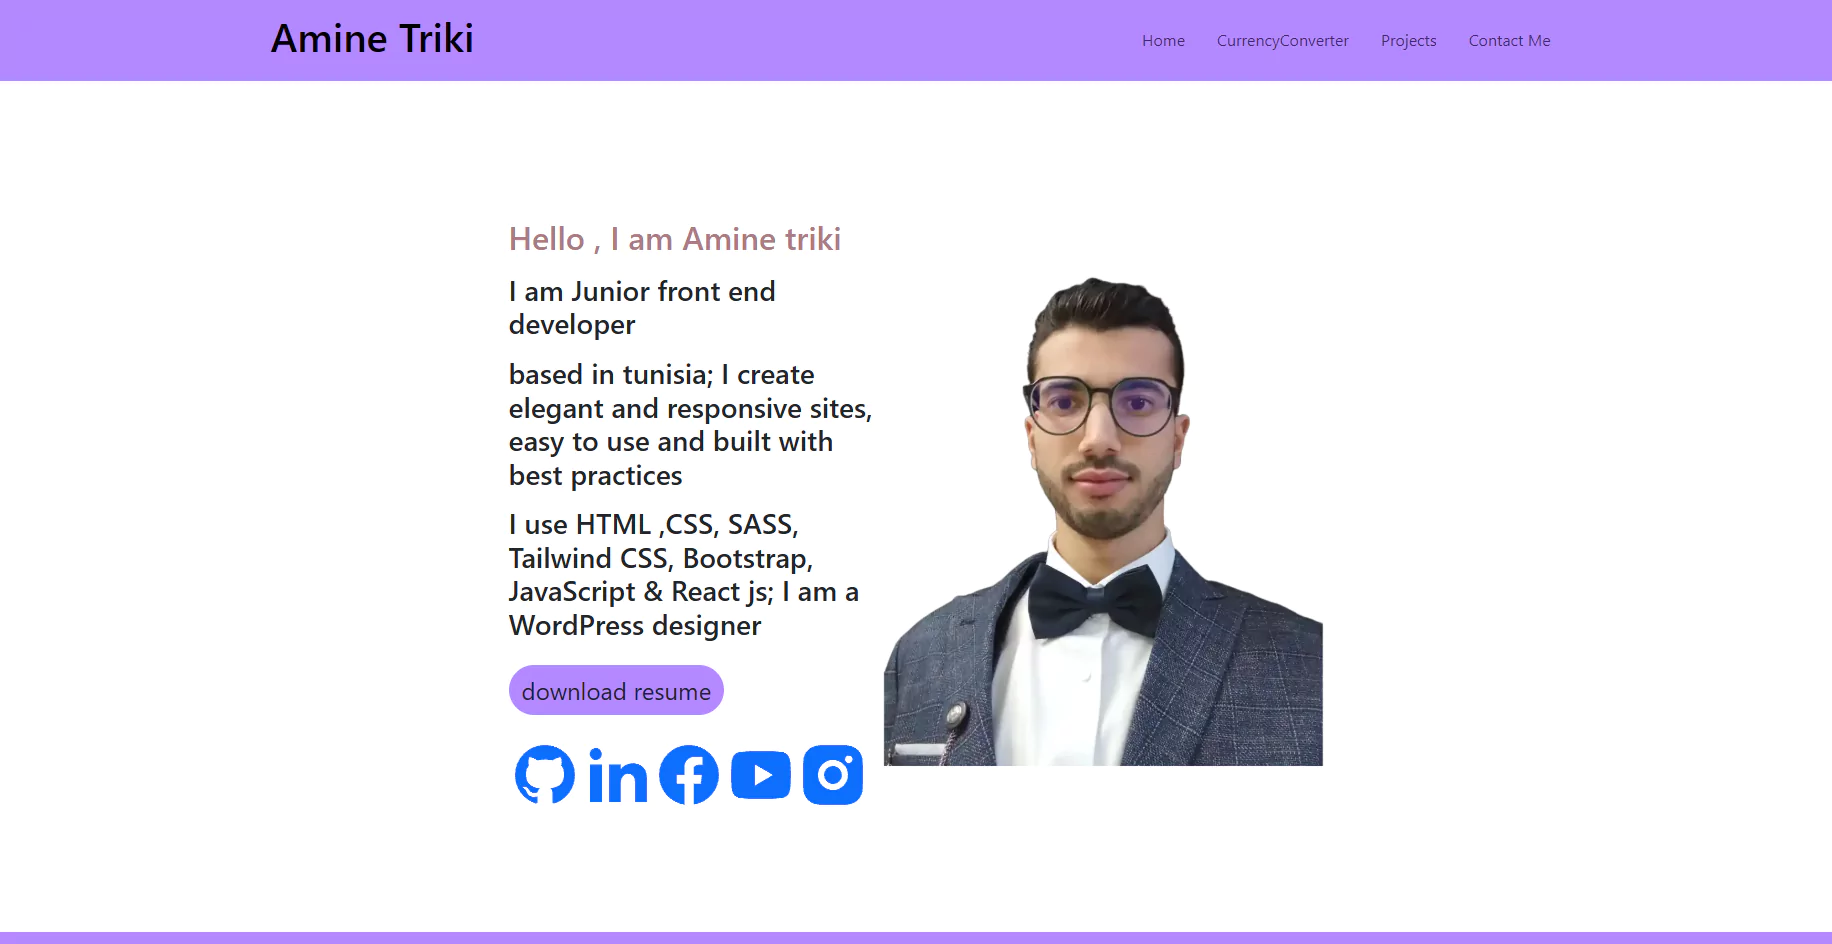 Amine Triki
Home CurrencyConverter Projects Contact Me
Hello , I am Amine triki
I am Junior front end
developer
based in tunisia; I create
elegant and responsive sites,
easy to use and built with
best practices
I use HTML ,CSS, SASS,
Tailwind CSS, Bootstrap,
JavaScript & React js; I am a
WordPress designer
download resume
in